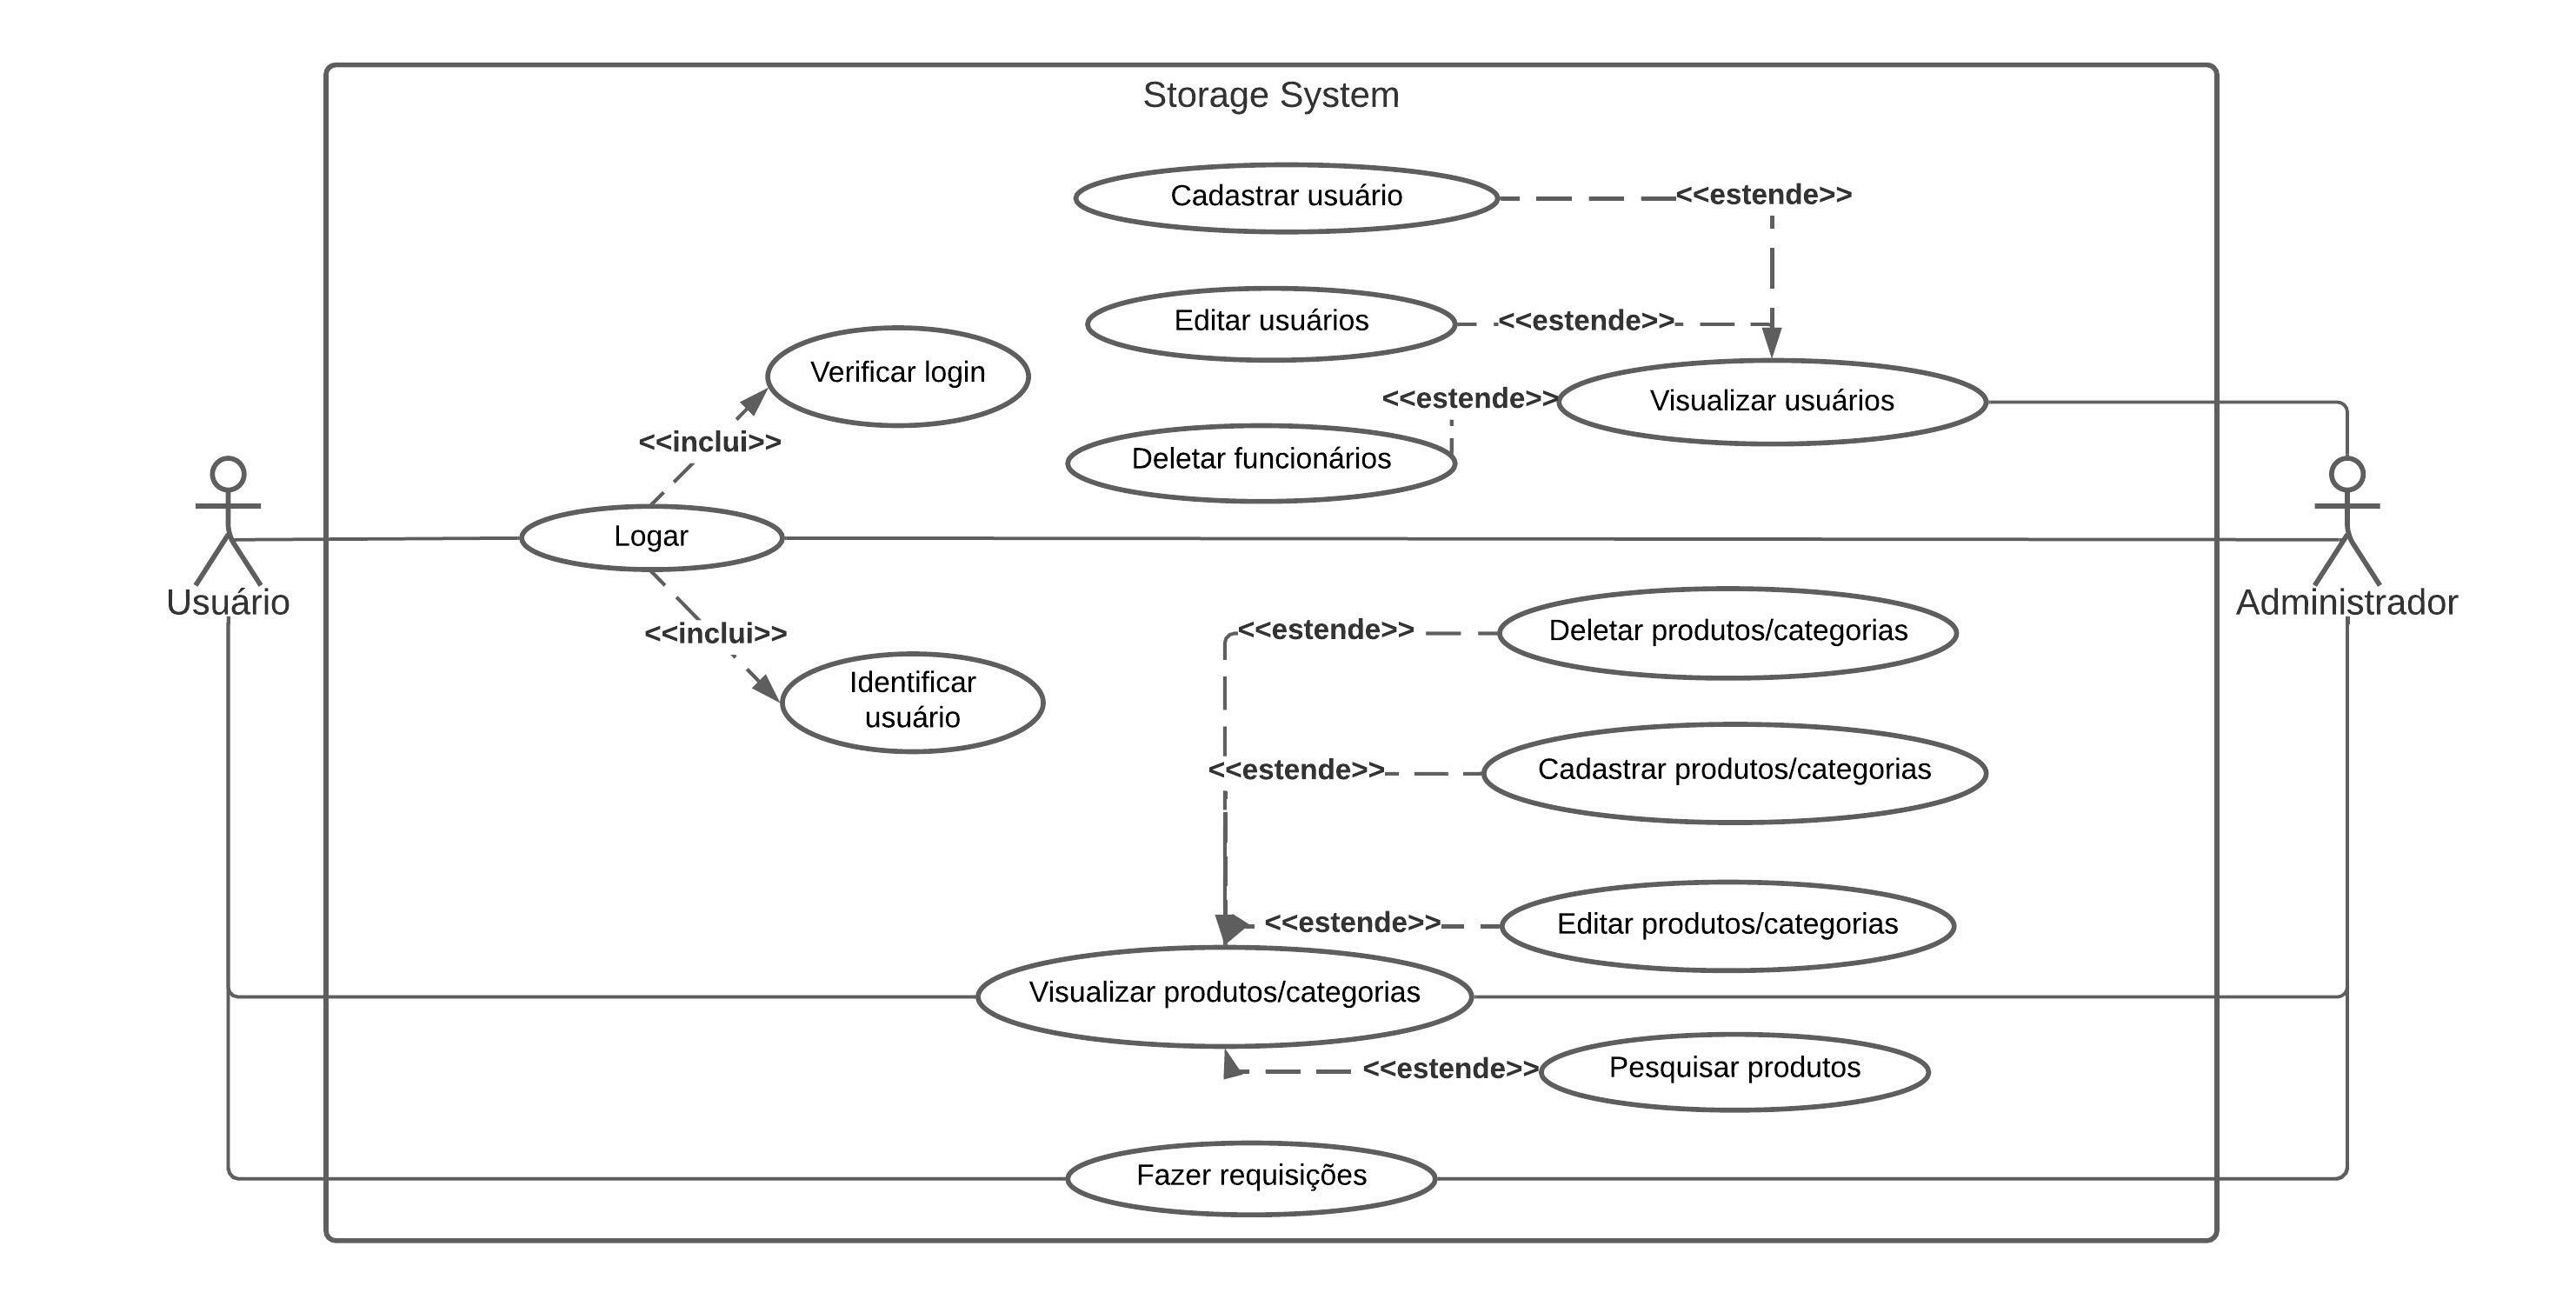 Storage System
Cadastrar usuário
<<estende>>
Editar usuários
<<estende>>
Verificar login
<<estende>>
Visualizar usuários
<<inclui>>
Deletar funcionários
Logar
Usuário
Administrador
<<inclui>>
<<estende>>
Deletar produtos/categorias
Identificar
usuário
<<estende>>
Cadastrar produtos/categorias
<<estende>>
Editar produtos/categorias
Visualizar produtos/categorias
<<estende>>
Pesquisar produtos
Fazer requisições